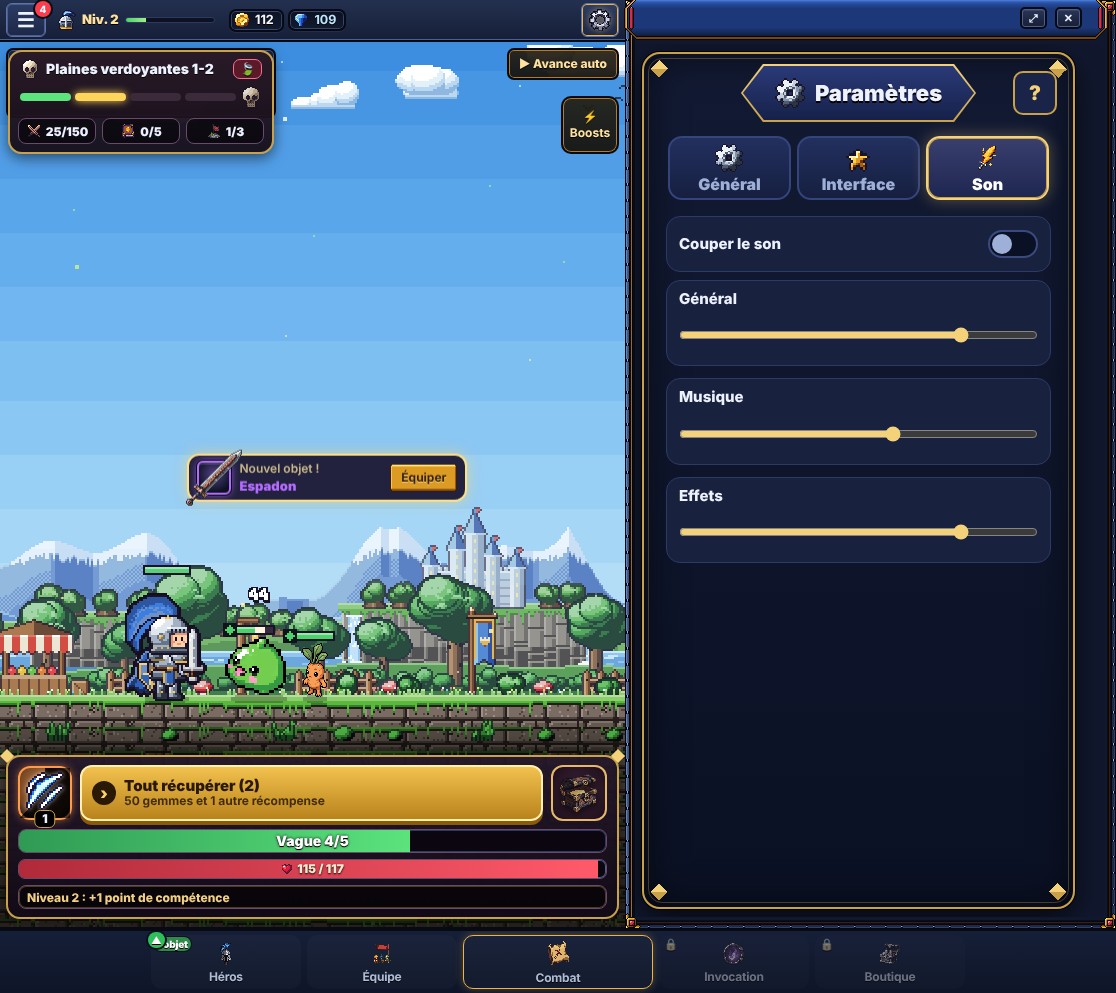 4
Niv. 2
112
109
Plaines verdoyantes 1-2
25/150
0/5
1/3
Avance auto
Boosts
Nouvel objet !
Espadon
Équiper
44
1
Tout récupérer (2)
50 gemmes et 1 autre récompense
Vague 4/5
115 / 117
Niveau 2 : +1 point de compétence
objet
Héros
Équipe
Combat
Invocation
Boutique
Paramètres
?
Général
Interface
Son
Couper le son
Général
Musique
Effets